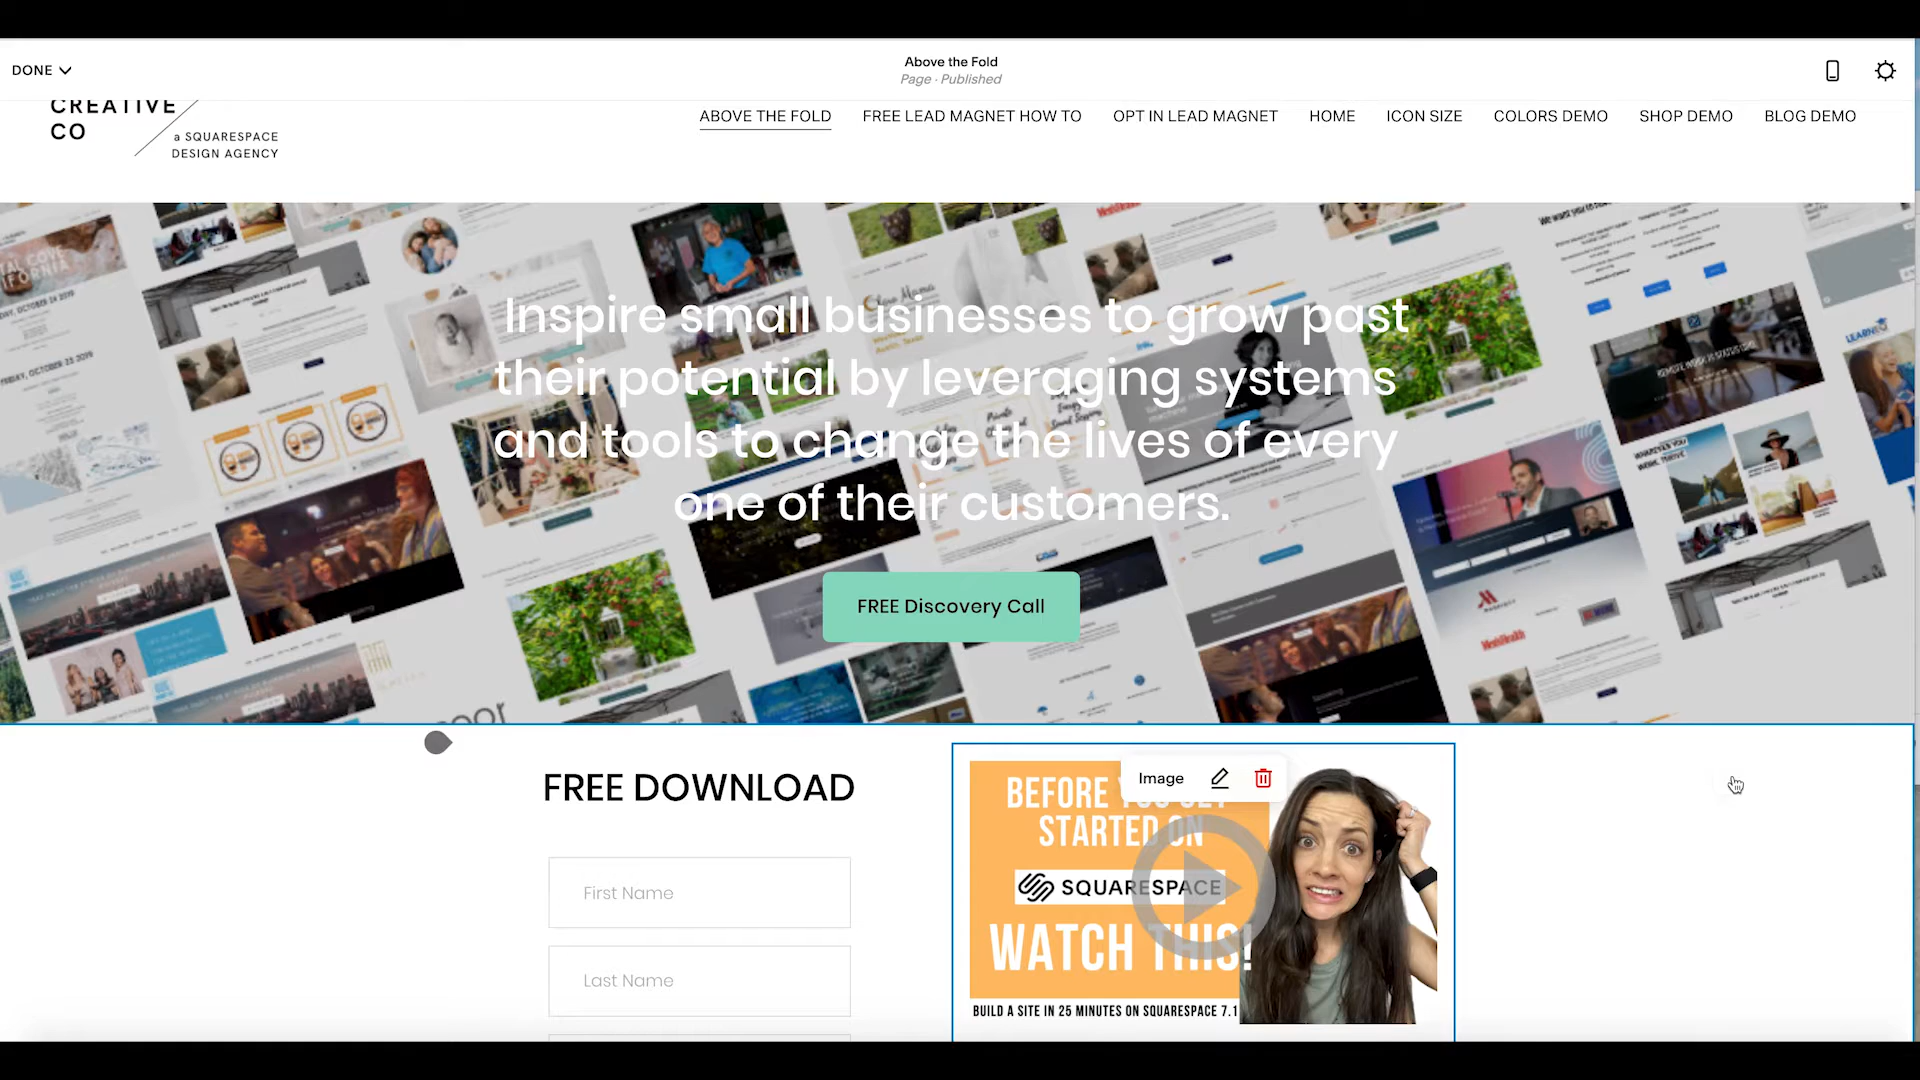 DONE
Above the Fold
Page · Published
CREATIVE
CO
a SQUARESPACE
DESIGN AGENCY
ABOVE THE FOLD
FREE LEAD MAGNET HOW TO
OPT IN LEAD MAGNET
HOME
ICON SIZE
COLORS DEMO
SHOP DEMO
BLOG DEMO
Inspire small businesses to grow past
their potential by leveraging systems
and tools to change the lives of every
one of their customers.
FREE Discovery Call
FREE DOWNLOAD
First Name
Last Name
Image
BEFORE
STARTED ON
SQUARESPACE
WATCH THIS!
BUILD A SITE IN 25 MINUTES ON SQUARESPACE 7.1